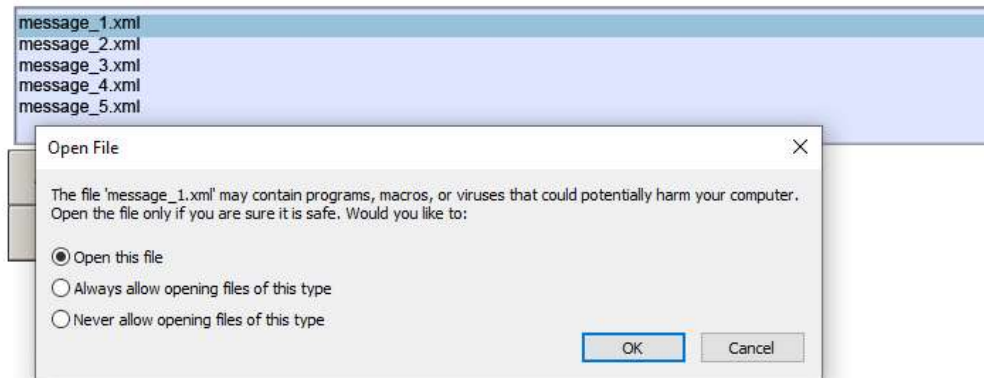 message_1.xml
message_2.xml
message_3.xml
message_4.xml
message_5.xml
Open File
The file 'message_1.xml' may contain programs, macros, or viruses that could potentially harm your computer.
Open the file only if you are sure it is safe. Would you like to:
Open this file
Always allow opening files of this type
Never allow opening files of this type
OK
Cancel